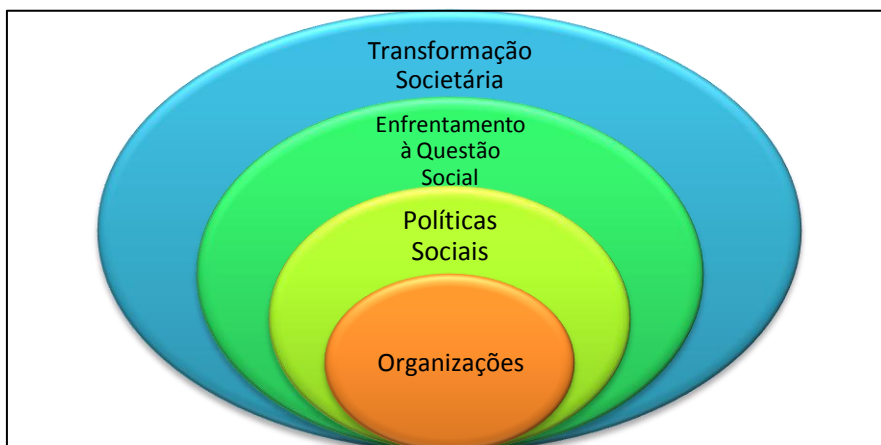 Transformação
Societária
Enfrentamento
à Questão
Social
Políticas
Sociais
Organizações